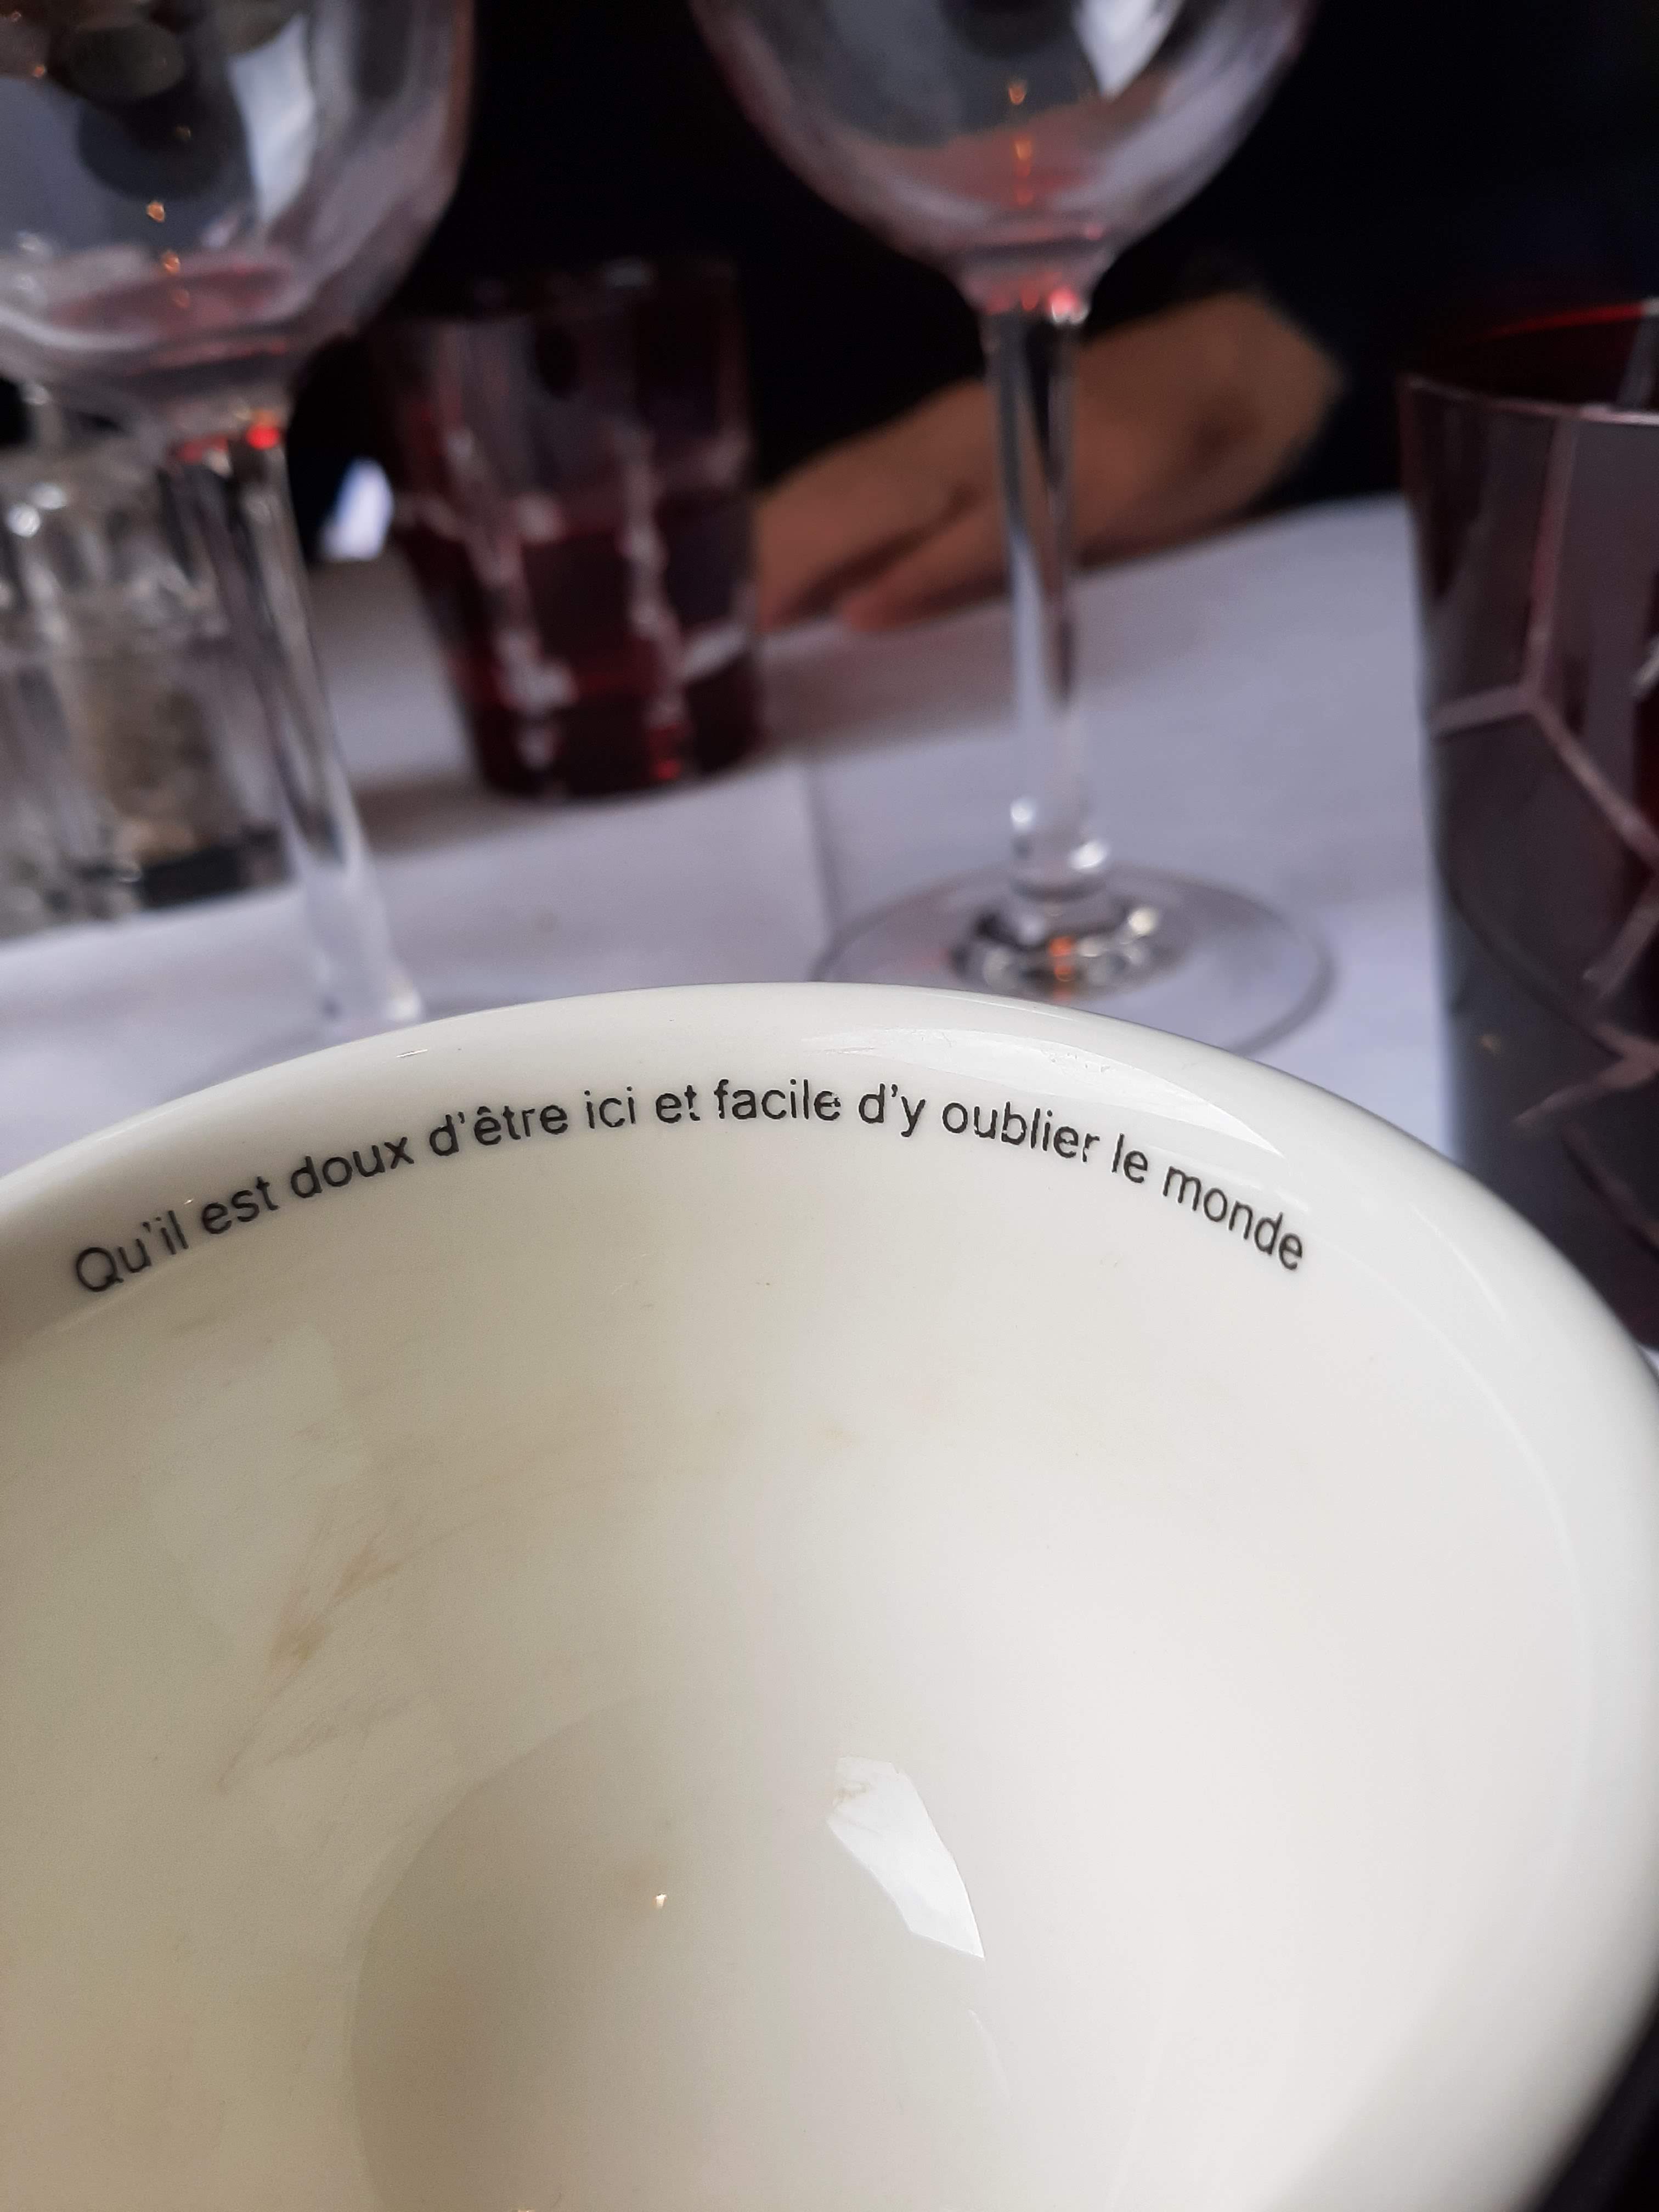 Qu'il est doux d'être ici et facile d'y oublier le monde